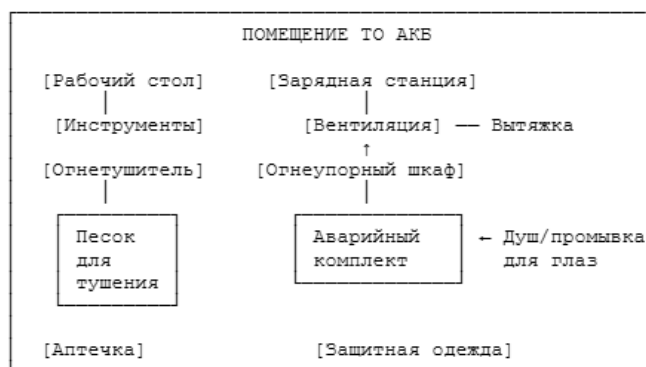 ПОМЕЩЕНИЕ ТО АКБ
[Рабочий стол] [Зарядная станция]
[Инструменты] [Вентиляция] — Вытяжка
↑
[Огнетушитель] [Огнеупорный шкаф]
Песок для тушения
Аварийный комплект
← Душ/промывка для глаз
[Аптечка] [Защитная одежда]